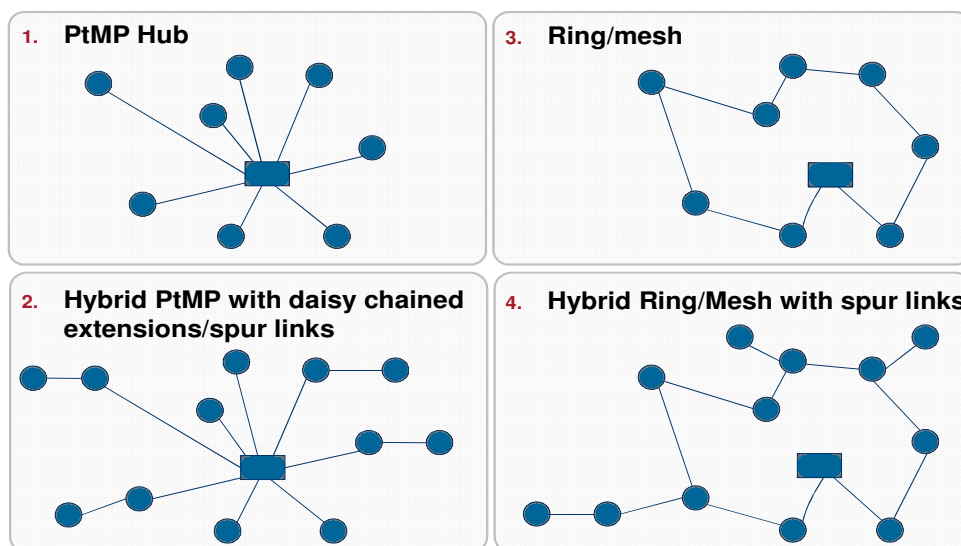 1. PtMP Hub
3. Ring/mesh
2. Hybrid PtMP with daisy chained
extensions/spur links
4. Hybrid Ring/Mesh with spur links